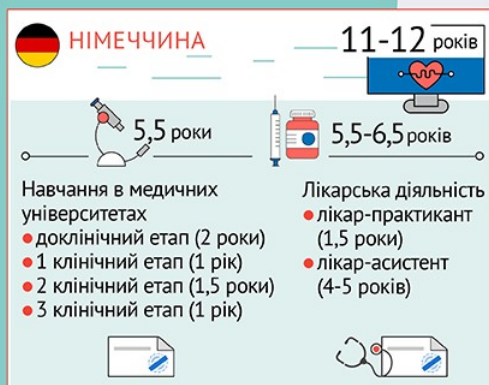 НІМЕЧЧИНА
11-12 років
5,5 роки
5,5-6,5 років
Навчання в медичних
університетах
доклінічний етап (2 роки)
1 клінічний етап (1 рік)
2 клінічний етап (1,5 роки)
3 клінічний етап (1 рік)
Лікарська діяльність
лікар-практикант
(1,5 роки)
лікар-асистент
(4-5 років)